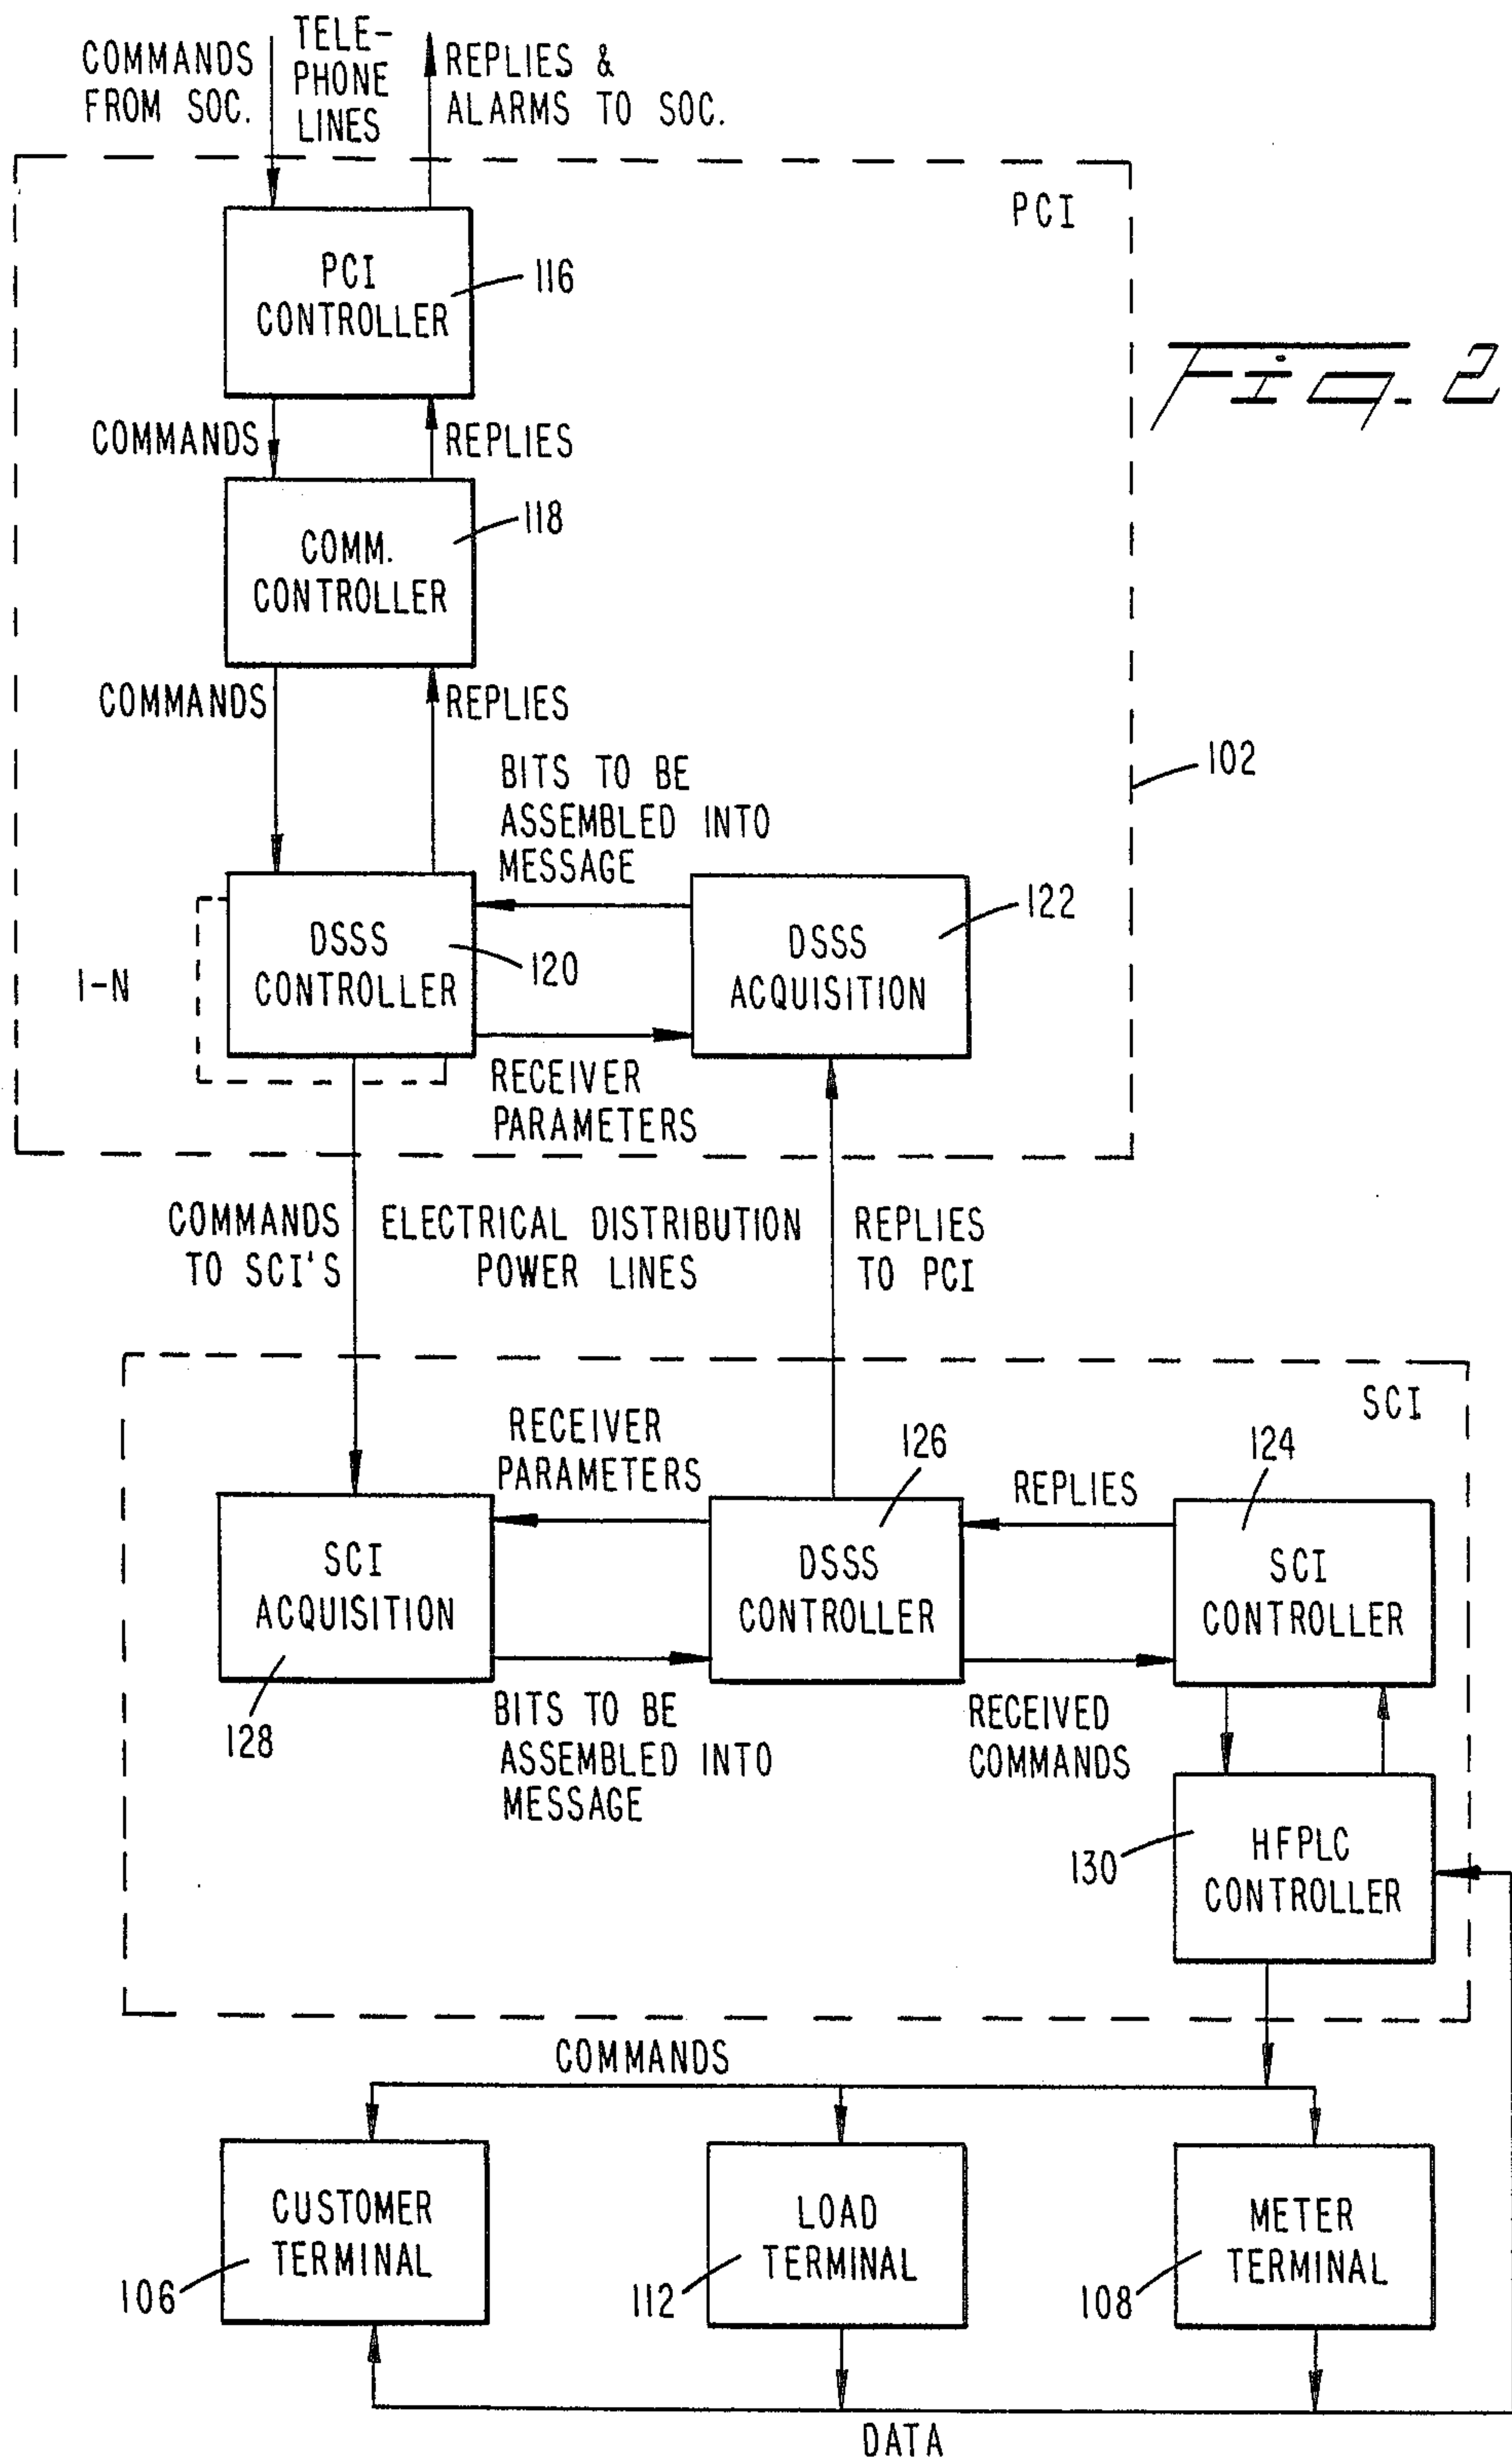 COMMANDS
FROM SOC.
TELE-
PHONE
LINES
REPLIES &
ALARMS TO SOC.
PCI
PCI
CONTROLLER
116
Fig. 2
COMMANDS
REPLIES
118
COMM.
CONTROLLER
COMMANDS
REPLIES
102
BITS TO BE
ASSEMBLED INTO
MESSAGE
122
DSSS
CONTROLLER
120
DSSS
ACQUISITION
1-N
RECEIVER
PARAMETERS
COMMANDS
TO SCI'S
ELECTRICAL DISTRIBUTION
POWER LINES
REPLIES
TO PCI
SCI
RECEIVER
PARAMETERS
126
REPLIES
124
SCI
ACQUISITION
DSSS
CONTROLLER
SCI
CONTROLLER
128
BITS TO BE
ASSEMBLED INTO
MESSAGE
RECEIVED
COMMANDS
130
HFPLC
CONTROLLER
COMMANDS
CUSTOMER
TERMINAL
106
LOAD
TERMINAL
112
METER
TERMINAL
108
DATA